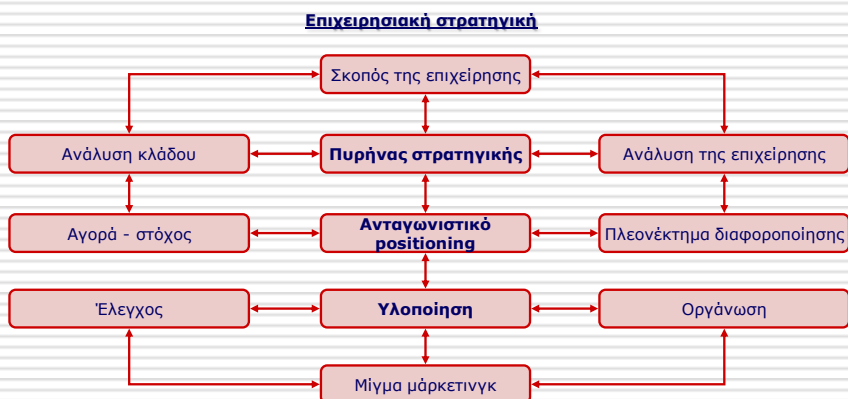 Επιχειρησιακή στρατηγική
Σκοπός της επιχείρησης
Ανάλυση κλάδου
Πυρήνας στρατηγικής
Ανάλυση της επιχείρησης
Αγορά - στόχος
Ανταγωνιστικό
positioning
Πλεονέκτημα διαφοροποίησης
Έλεγχος
Υλοποίηση
Οργάνωση
Μίγμα μάρκετινγκ